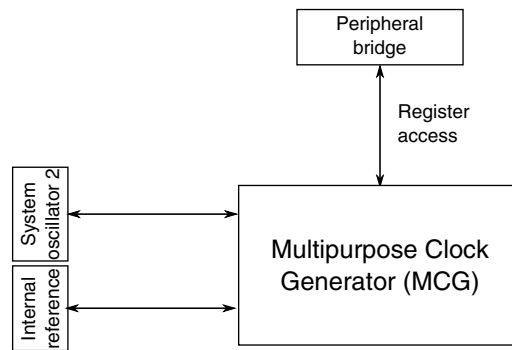 Peripheral
bridge
Register
access
System
oscillator 2
Multipurpose Clock
Generator (MCG)
Internal
reference